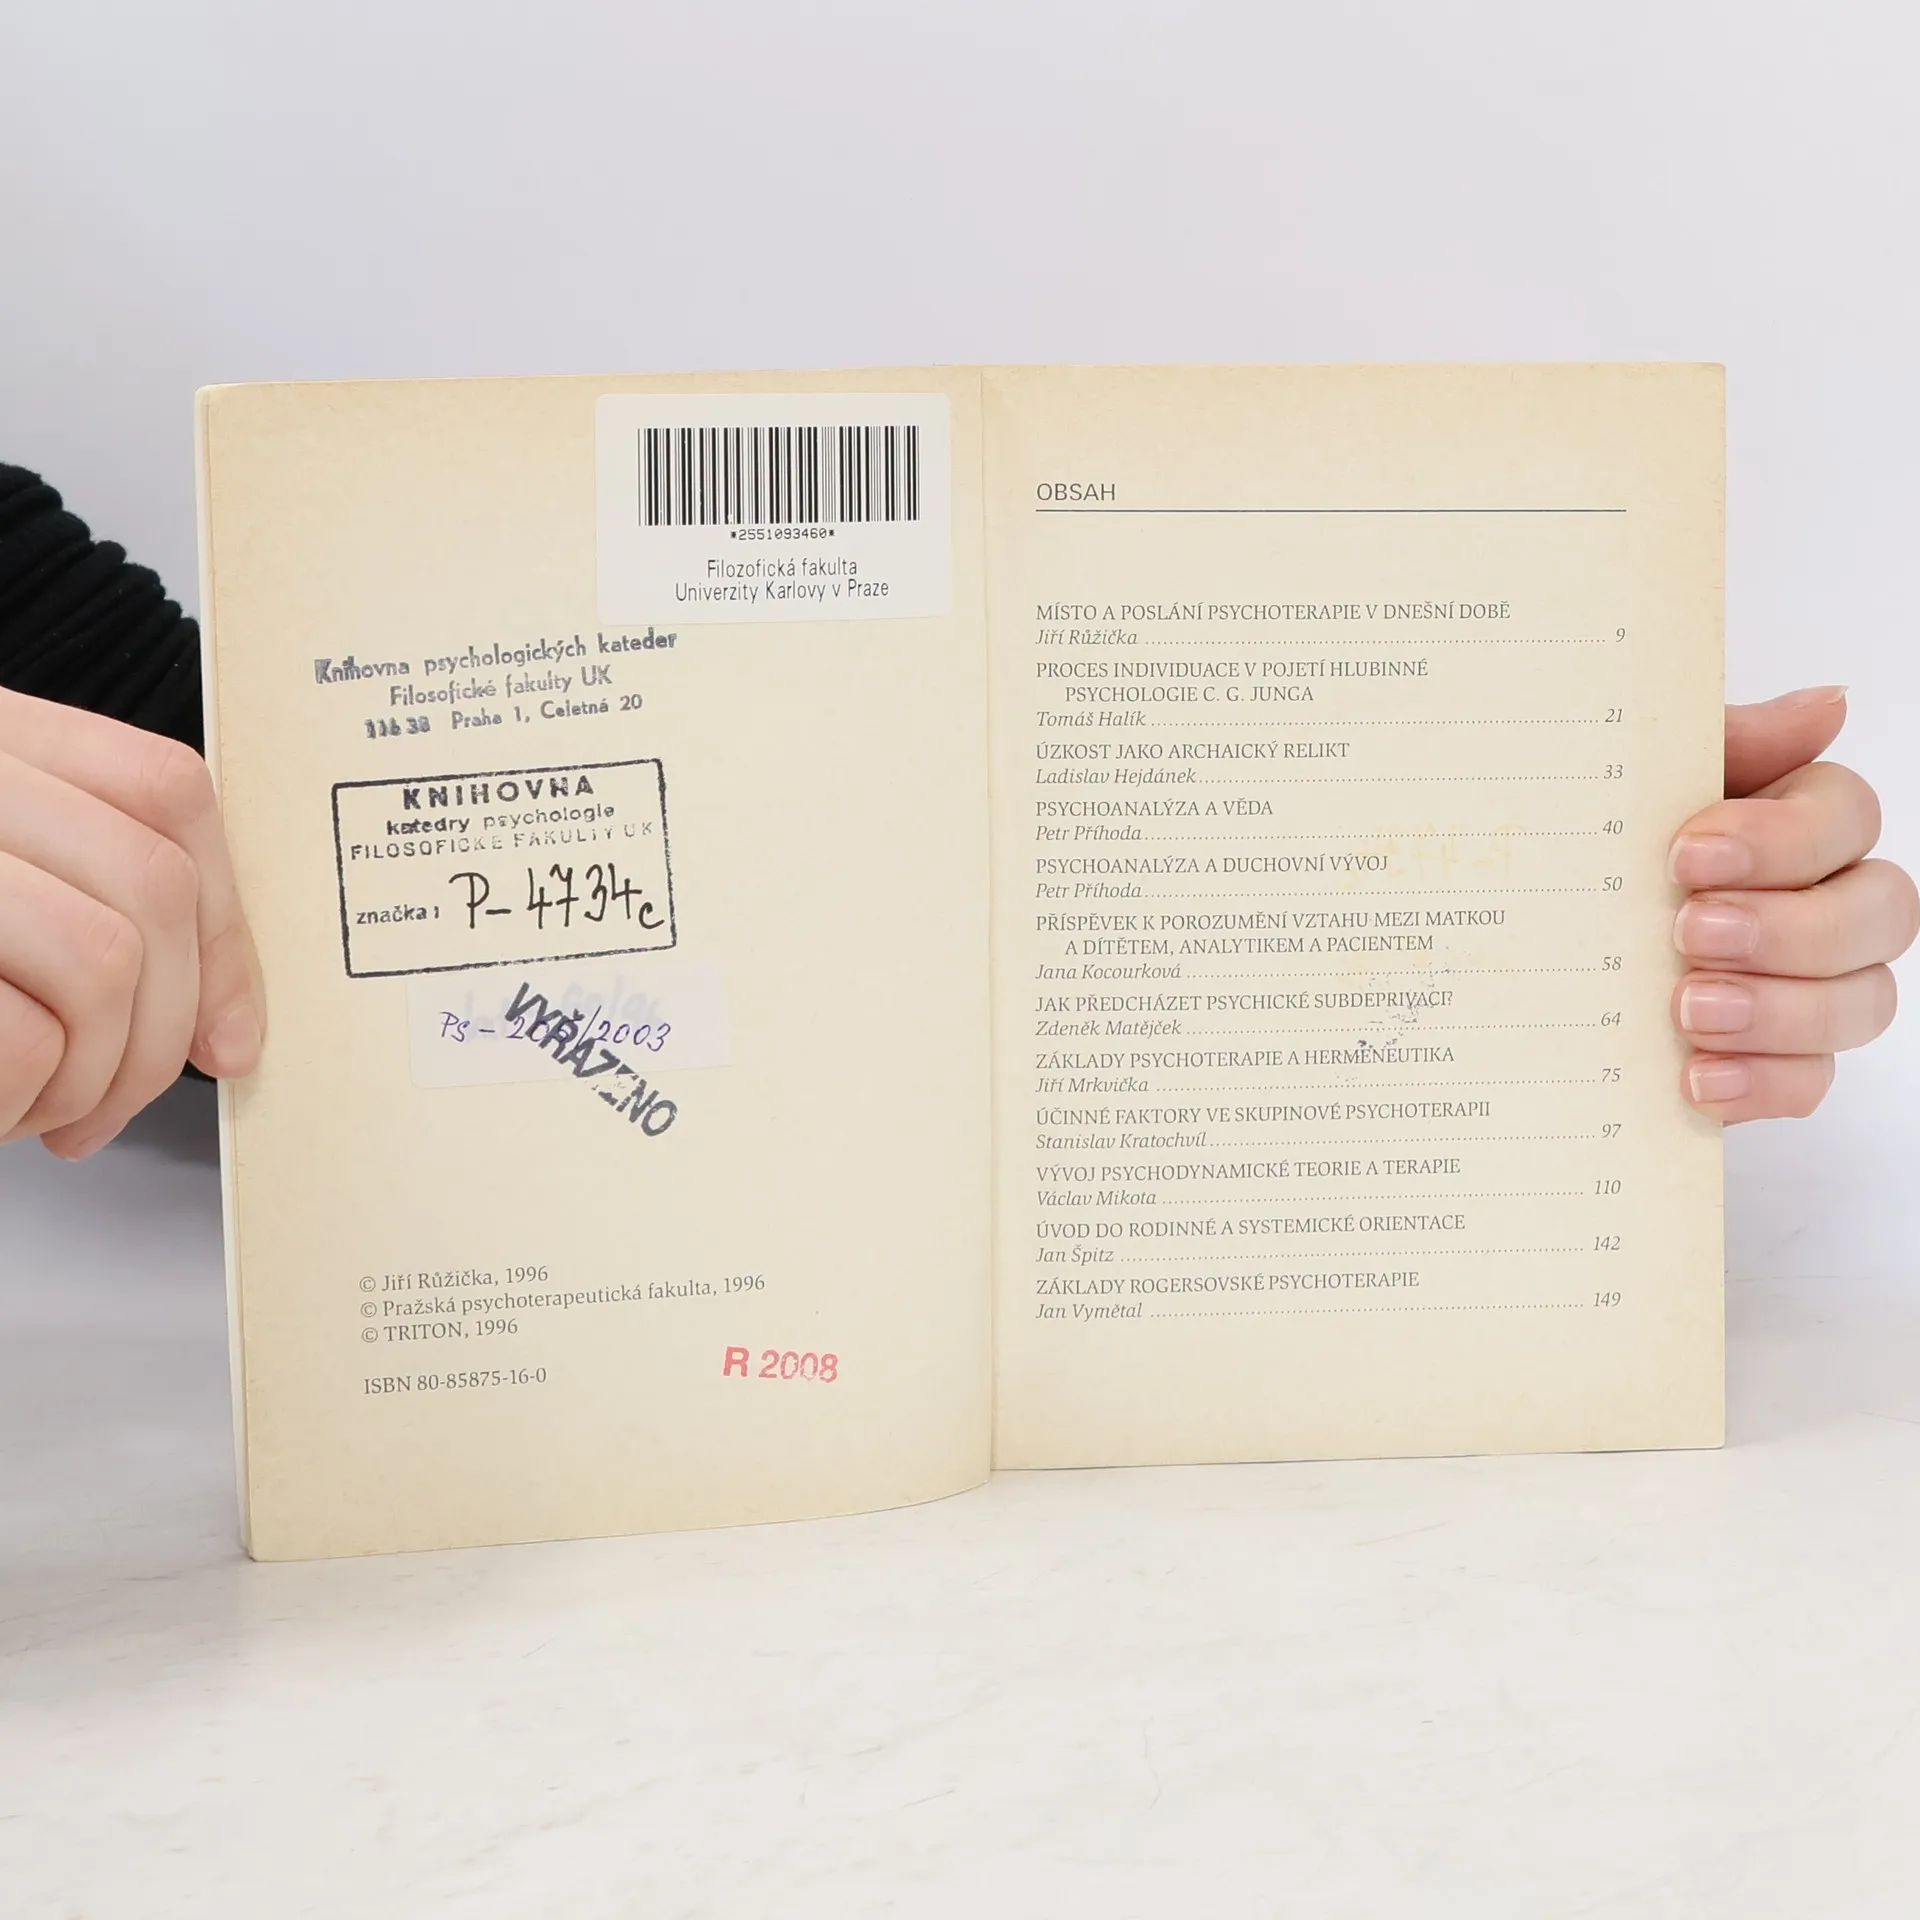 *2551093460*
Filozofická fakulta
Univerzity Karlovy v Praze
Knihovna psychologických kateder
Filosofické fakulty UK
116 38 Praha 1, Celetná 20
KNIHOVNA
katedry psychologie
FILOSOFICKÉ FAKULTY UK
značka: P-4734c
Ps - /2003
VYŘAZENO
© Jiří Růžička, 1996
© Pražská psychoterapeutická fakulta, 1996
© TRITON, 1996
ISBN 80-85875-16-0
R 2008
OBSAH
MÍSTO A POSLÁNÍ PSYCHOTERAPIE V DNEŠNÍ DOBĚ
Jiří Růžička 9
PROCES INDIVIDUACE V POJETÍ HLUBINNÉ
PSYCHOLOGIE C. G. JUNGA
Tomáš Halík 21
ÚZKOST JAKO ARCHAICKÝ RELIKT
Ladislav Hejdánek 33
PSYCHOANALÝZA A VĚDA
Petr Příhoda 40
PSYCHOANALÝZA A DUCHOVNÍ VÝVOJ
Petr Příhoda 50
PŘÍSPĚVEK K POROZUMĚNÍ VZTAHU MEZI MATKOU
A DÍTĚTEM, ANALYTIKEM A PACIENTEM
Jana Kocourková 58
JAK PŘEDCHÁZET PSYCHICKÉ SUBDEPRIVACI?
Zdeněk Matějček 64
ZÁKLADY PSYCHOTERAPIE A HERMENEUTIKA
Jiří Mrkvička 75
ÚČINNÉ FAKTORY VE SKUPINOVÉ PSYCHOTERAPII
Stanislav Kratochvíl 97
VÝVOJ PSYCHODYNAMICKÉ TEORIE A TERAPIE
Václav Mikota 110
ÚVOD DO RODINNÉ A SYSTEMICKÉ ORIENTACE
Jan Špitz 142
ZÁKLADY ROGERSOVSKÉ PSYCHOTERAPIE
Jan Vymětal 149